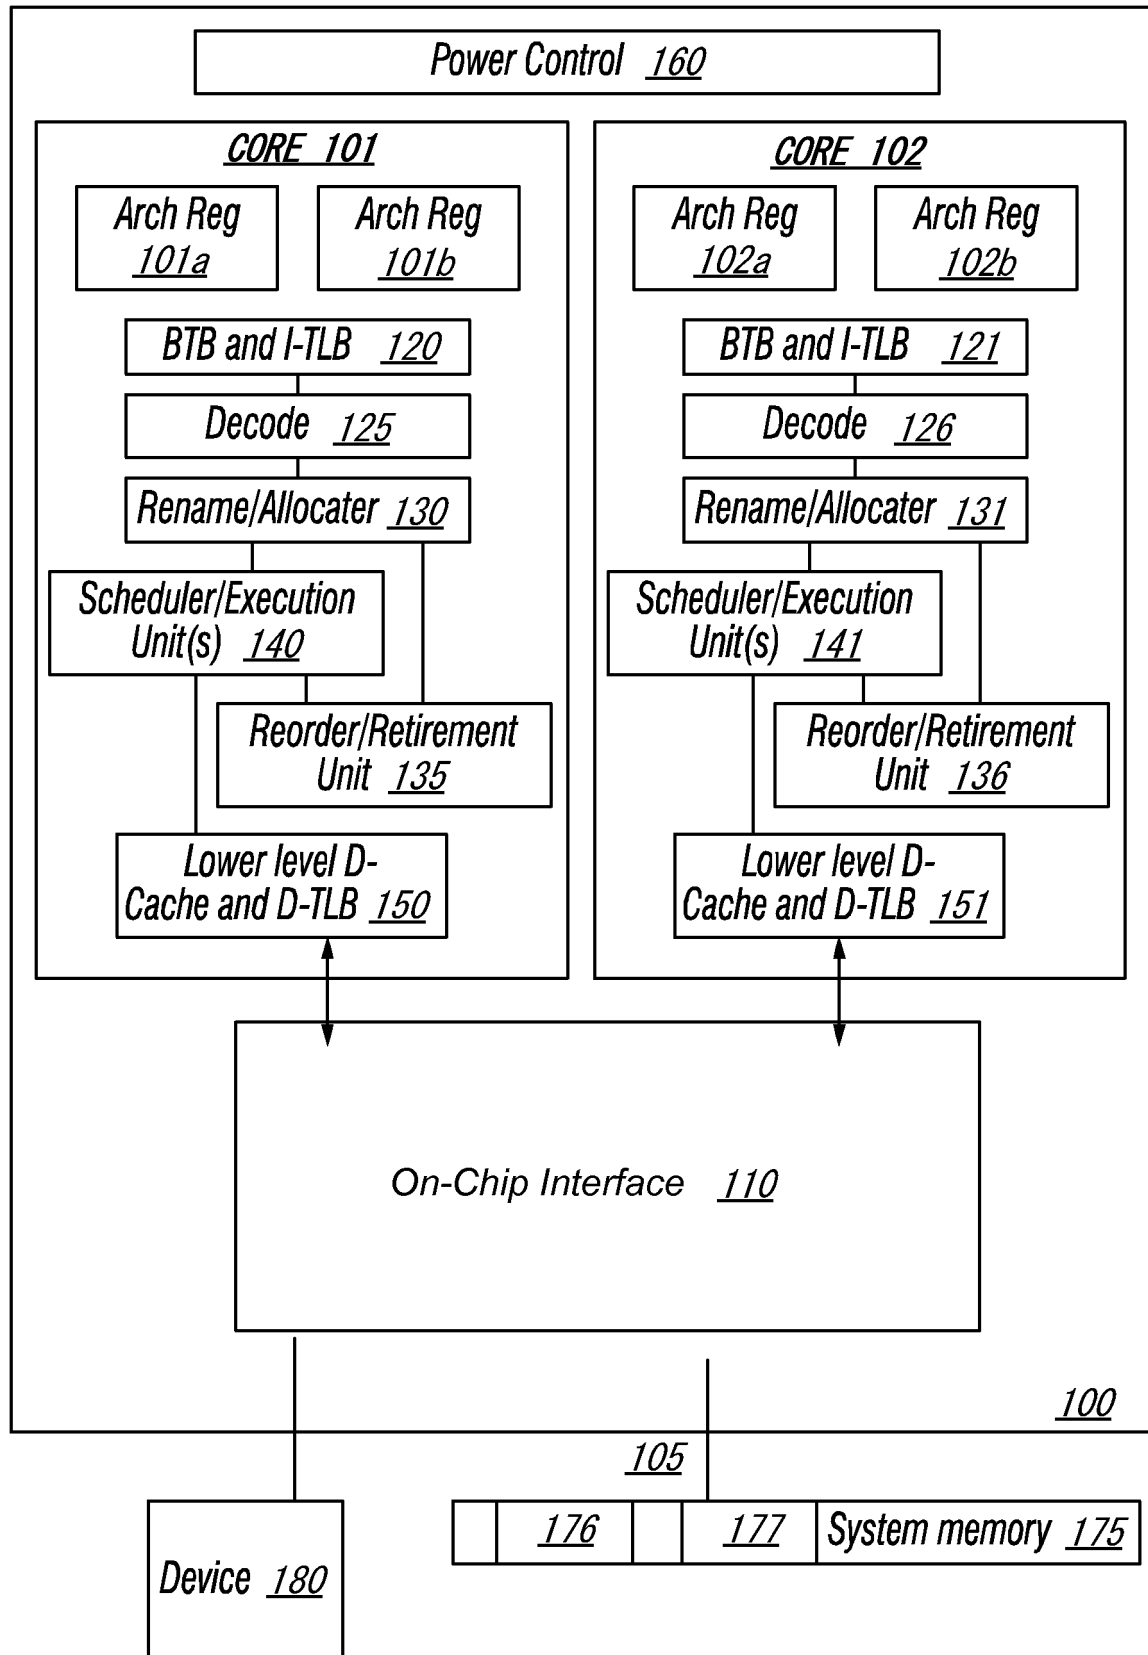 Power Control 160
CORE 101
Arch Reg
101a
Arch Reg
101b
BTB and I-TLB 120
Decode 125
Rename/Allocater 130
Scheduler/Execution
Unit(s) 140
Reorder/Retirement
Unit 135
Lower level D-
Cache and D-TLB 150
CORE 102
Arch Reg
102a
Arch Reg
102b
BTB and I-TLB 121
Decode 126
Rename/Allocater 131
Scheduler/Execution
Unit(s) 141
Reorder/Retirement
Unit 136
Lower level D-
Cache and D-TLB 151
On-Chip Interface 110
100
105
Device 180
176
177
System memory 175